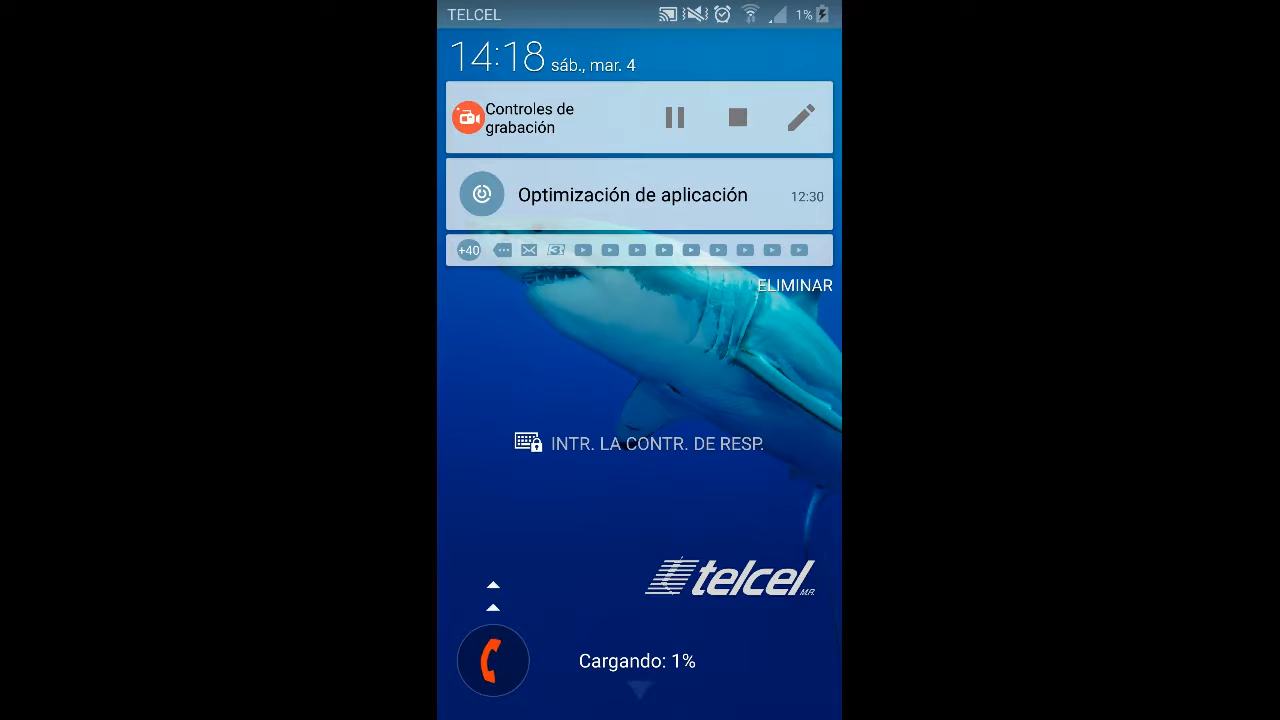 TELCEL 1%
14:18 sáb., mar. 4
Controles de
grabación
Optimización de aplicación 12:30
+40
ELIMINAR
INTR. LA CONTR. DE RESP.
telcel M.R.
Cargando: 1%